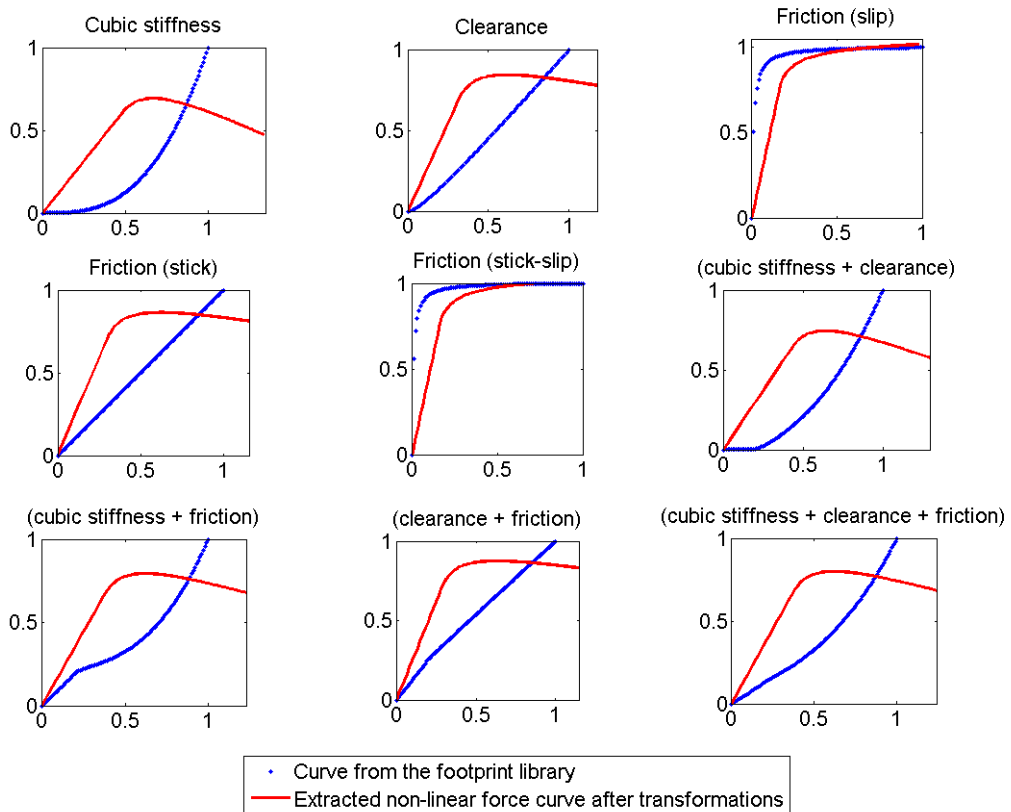 Cubic stiffness
1
0.5
0
0 0.5 1
Clearance
1
0.5
0
0 0.5 1
Friction (slip)
1
0.5
0
0 0.5 1
Friction (stick)
1
0.5
0
0 0.5 1
Friction (stick-slip)
1
0.5
0
0 0.5 1
(cubic stiffness + clearance)
1
0.5
0
0 0.5 1
(cubic stiffness + friction)
1
0.5
0
0 0.5 1
(clearance + friction)
1
0.5
0
0 0.5 1
(cubic stiffness + clearance + friction)
1
0.5
0
0 0.5 1
Curve from the footprint library
Extracted non-linear force curve after transformations